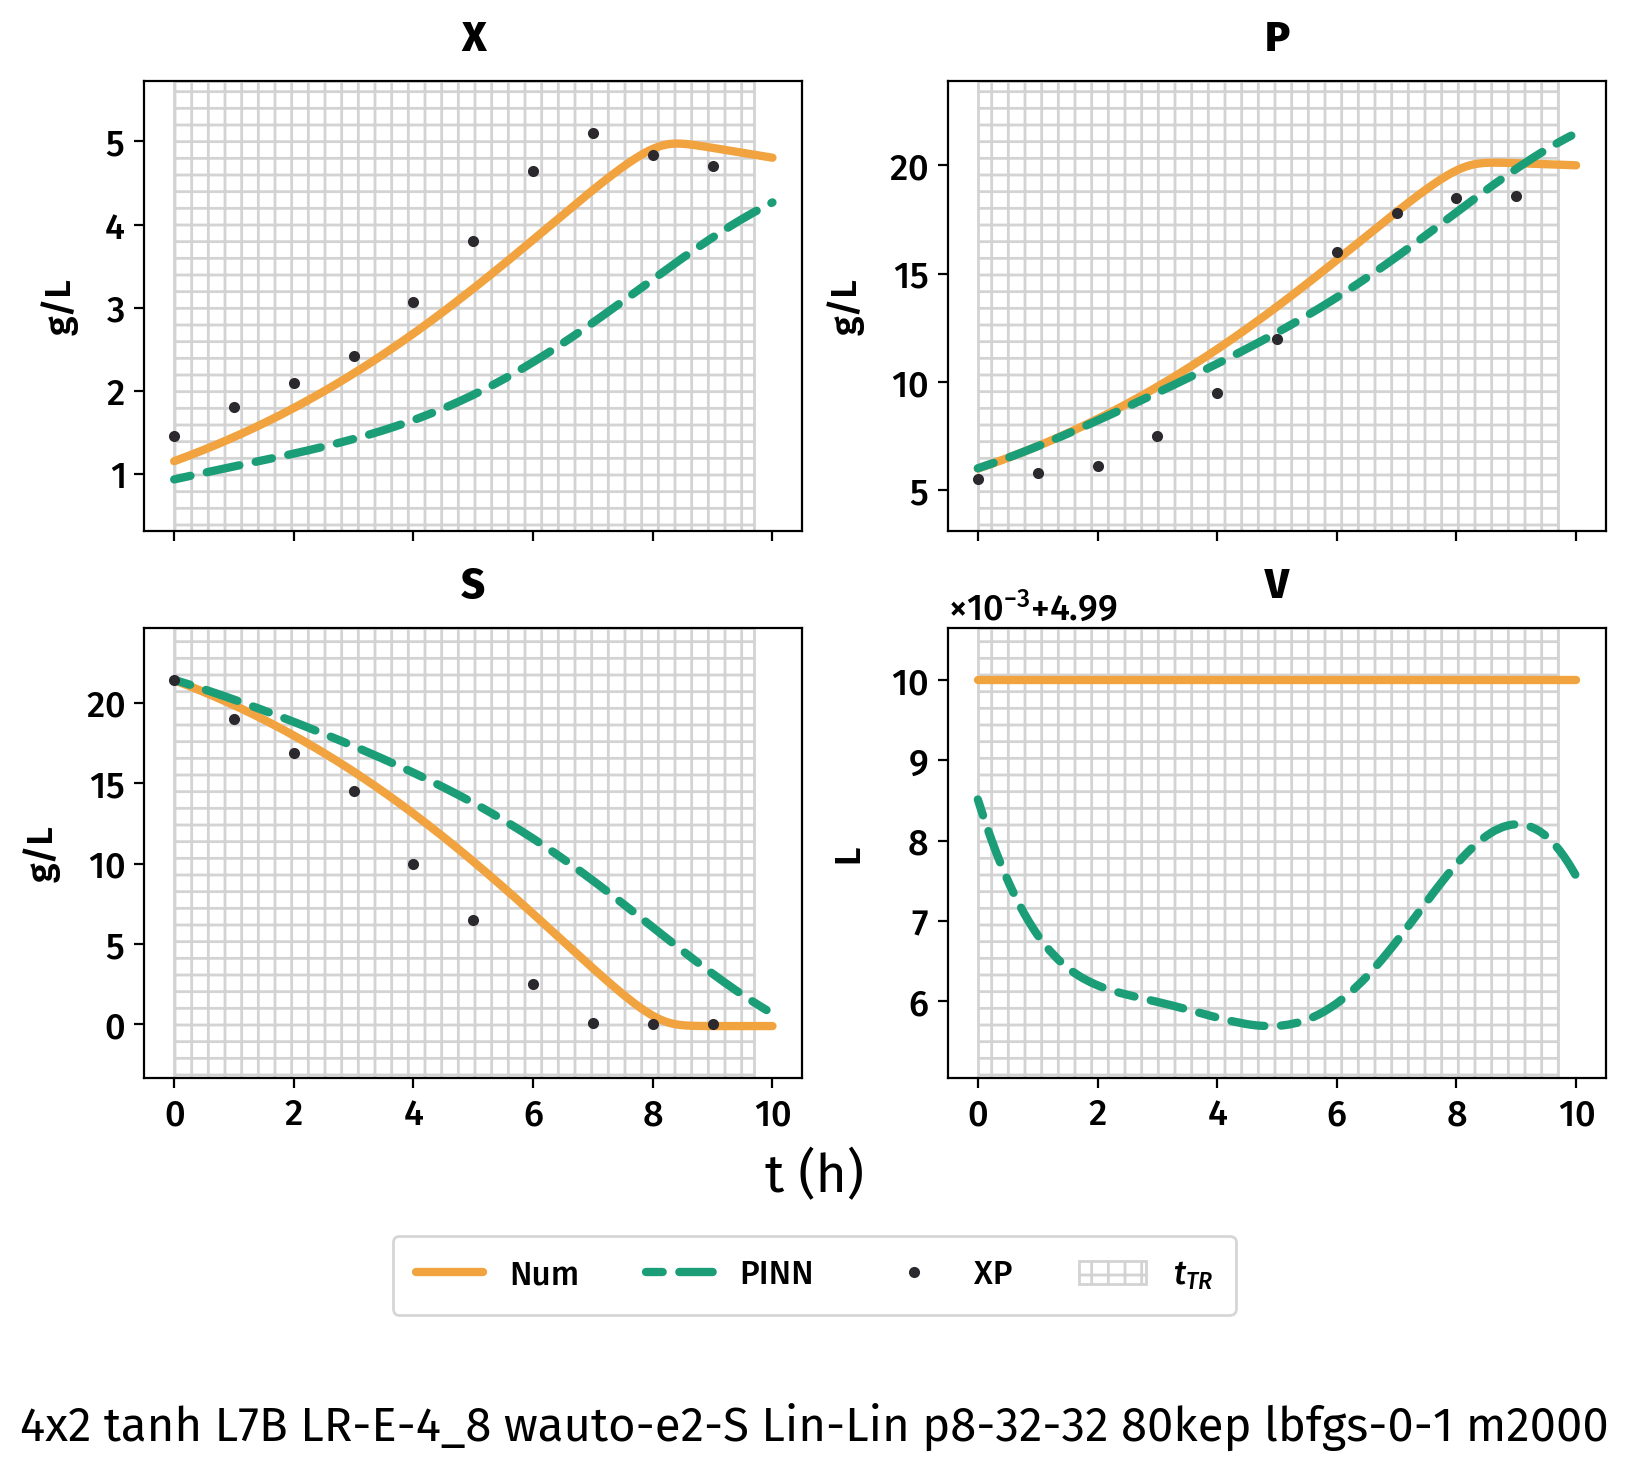 X
P
5
4
3
2
1
g/L
20
15
10
5
g/L
S
V
×10⁻³+4.99
20
15
10
5
0
g/L
10
9
8
7
6
L
0 2 4 6 8 10
0 2 4 6 8 10
t (h)
Num PINN XP t_TR
4x2 tanh L7B LR-E-4_8 wauto-e2-S Lin-Lin p8-32-32 80kep lbfgs-0-1 m2000